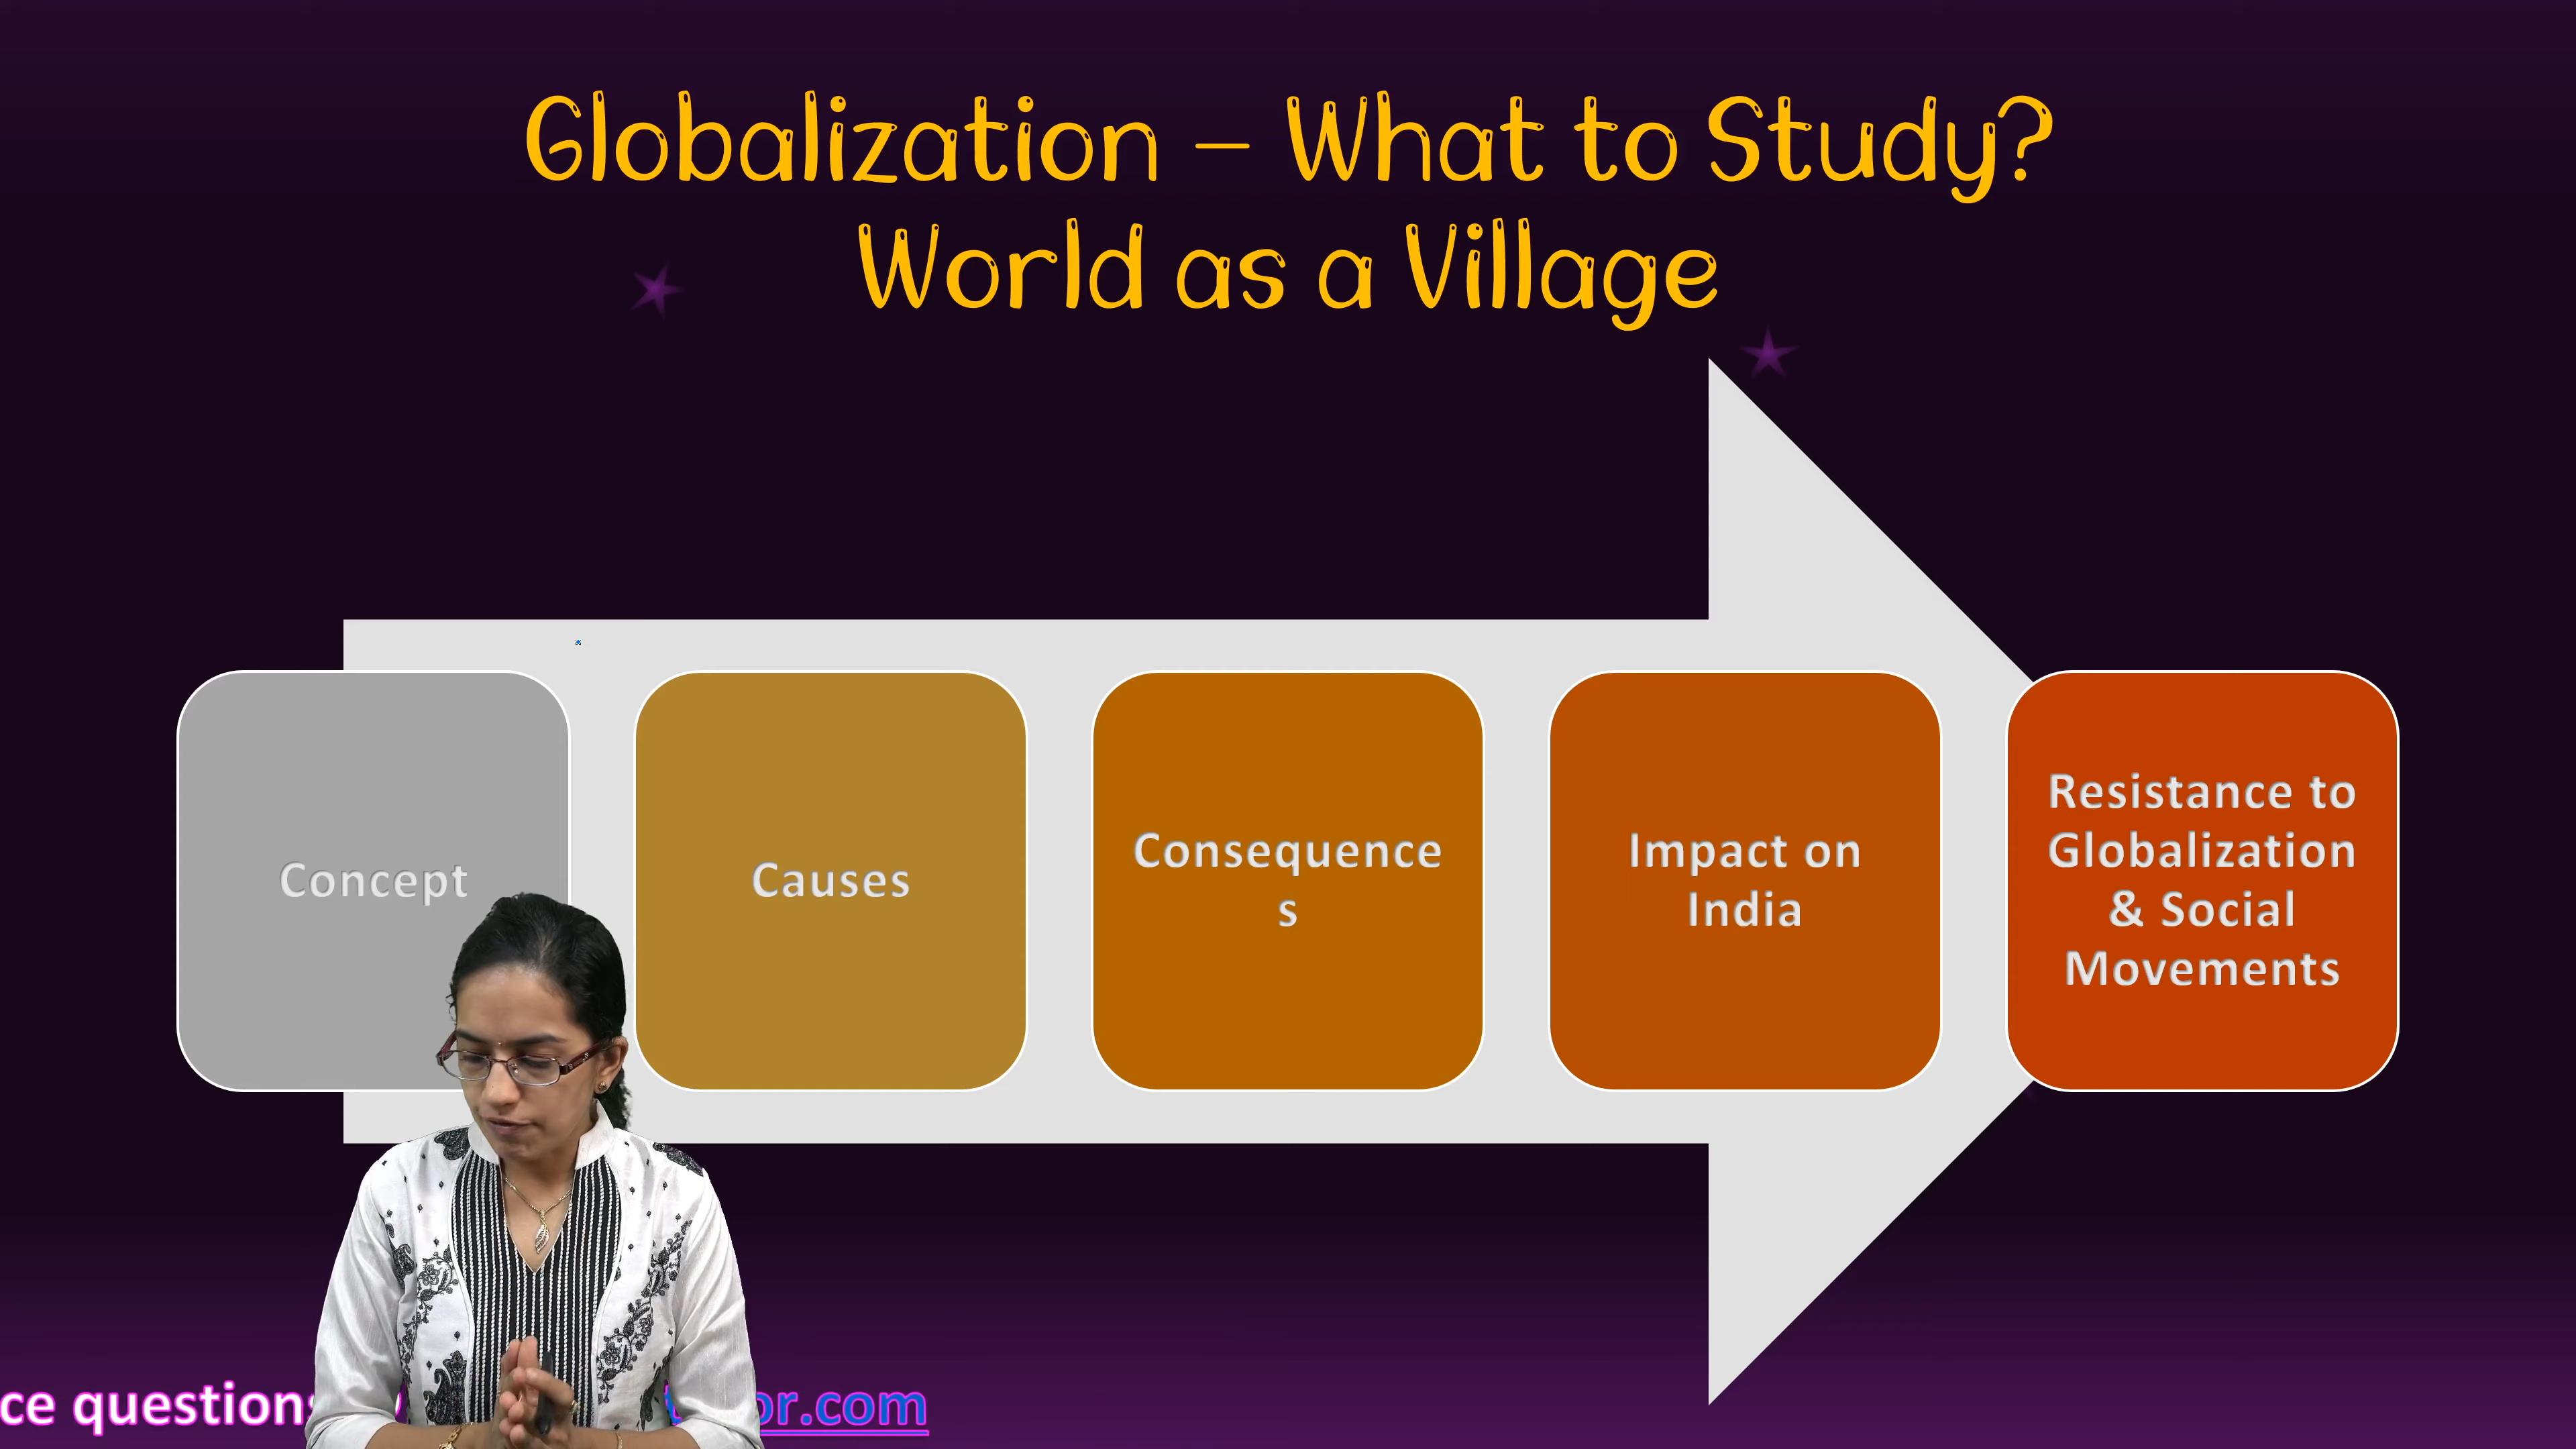 Globalization – What to Study?
World as a Village
Concept
Causes
Consequence
s
Impact on
India
Resistance to
Globalization
& Social
Movements
ce questions
or.com